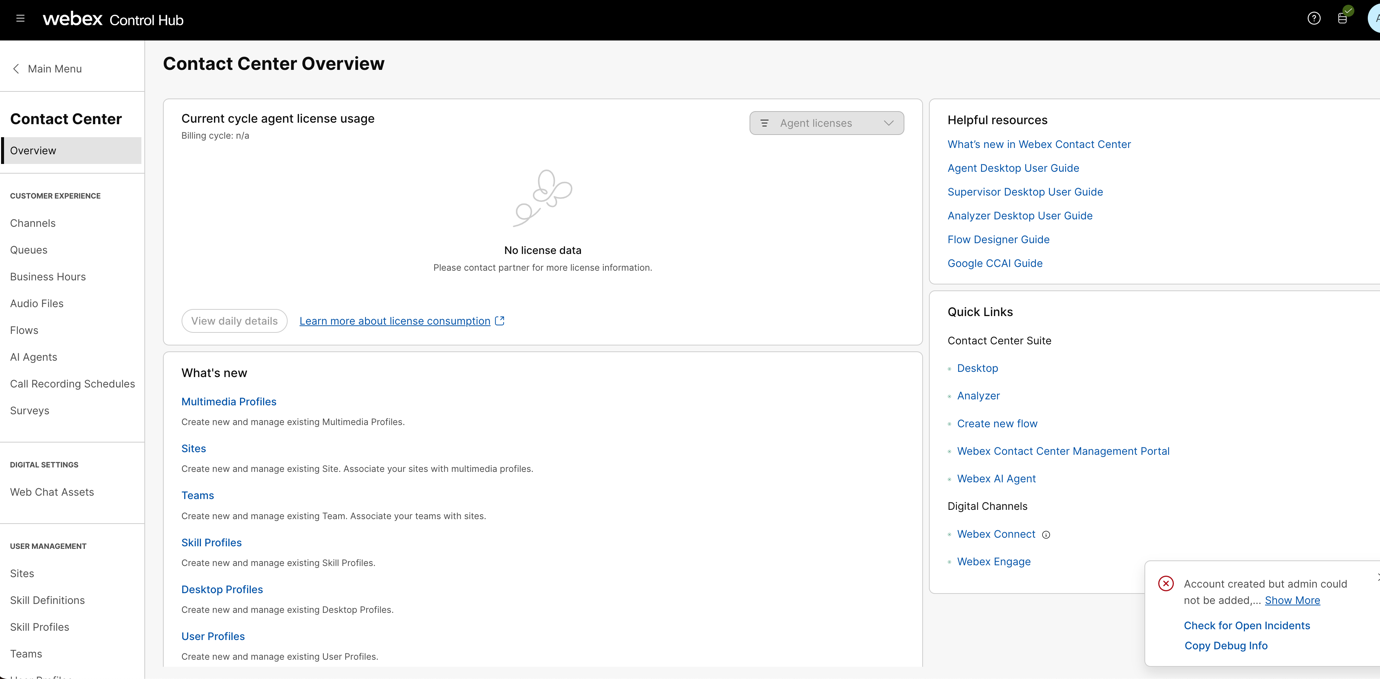 webex Control Hub
Main Menu
Contact Center
Overview
CUSTOMER EXPERIENCE
Channels
Queues
Business Hours
Audio Files
Flows
AI Agents
Call Recording Schedules
Surveys
DIGITAL SETTINGS
Web Chat Assets
USER MANAGEMENT
Sites
Skill Definitions
Skill Profiles
Teams
User Profiles
Contact Center Overview
Current cycle agent license usage
Billing cycle: n/a
Agent licenses
No license data
Please contact partner for more license information.
View daily details
Learn more about license consumption
What's new
Multimedia Profiles
Create new and manage existing Multimedia Profiles.
Sites
Create new and manage existing Site. Associate your sites with multimedia profiles.
Teams
Create new and manage existing Team. Associate your teams with sites.
Skill Profiles
Create new and manage existing Skill Profiles.
Desktop Profiles
Create new and manage existing Desktop Profiles.
User Profiles
Create new and manage existing User Profiles.
Helpful resources
What's new in Webex Contact Center
Agent Desktop User Guide
Supervisor Desktop User Guide
Analyzer Desktop User Guide
Flow Designer Guide
Google CCAI Guide
Quick Links
Contact Center Suite
Desktop
Analyzer
Create new flow
Webex Contact Center Management Portal
Webex AI Agent
Digital Channels
Webex Connect
Webex Engage
Account created but admin could
not be added,... Show More
Check for Open Incidents
Copy Debug Info